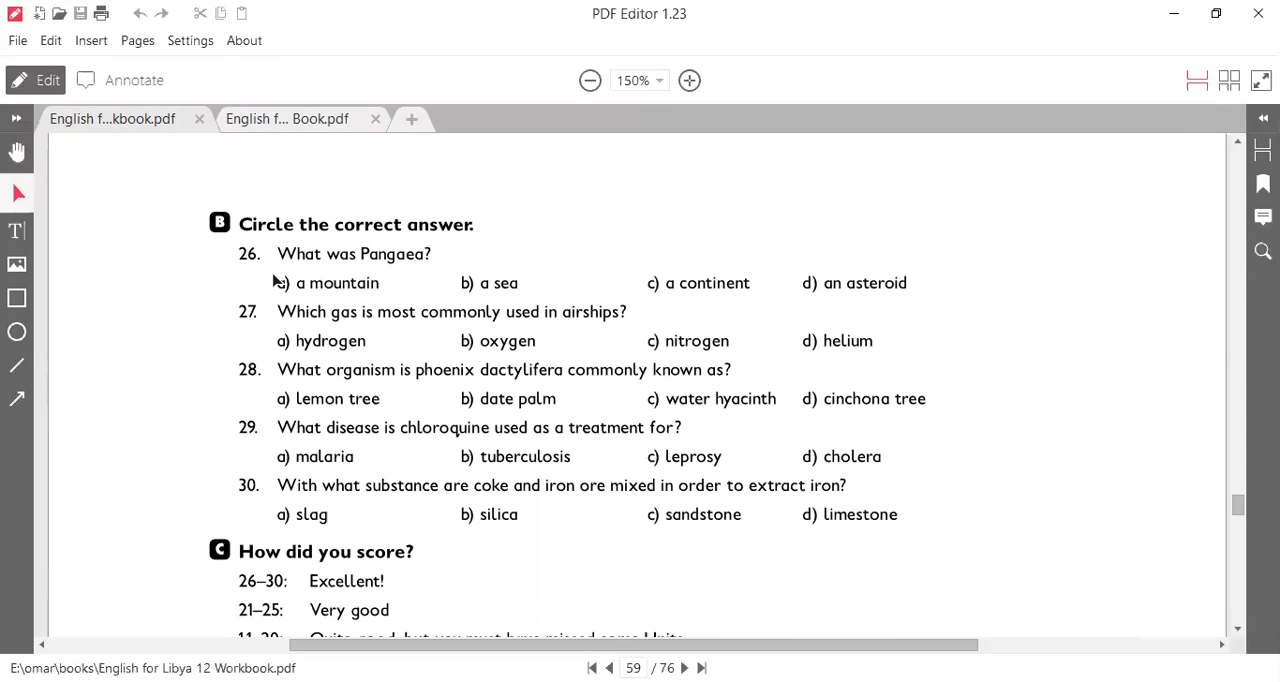 PDF Editor 1.23
File Edit Insert Pages Settings About
Edit Annotate 150%
English f...kbook.pdf English f... Book.pdf
B Circle the correct answer.
26. What was Pangaea?
a mountain b) a sea c) a continent d) an asteroid
27. Which gas is most commonly used in airships?
a) hydrogen b) oxygen c) nitrogen d) helium
28. What organism is phoenix dactylifera commonly known as?
a) lemon tree b) date palm c) water hyacinth d) cinchona tree
29. What disease is chloroquine used as a treatment for?
a) malaria b) tuberculosis c) leprosy d) cholera
30. With what substance are coke and iron ore mixed in order to extract iron?
a) slag b) silica c) sandstone d) limestone
C How did you score?
26–30: Excellent!
21–25: Very good
E:\omar\books\English for Libya 12 Workbook.pdf 59 / 76